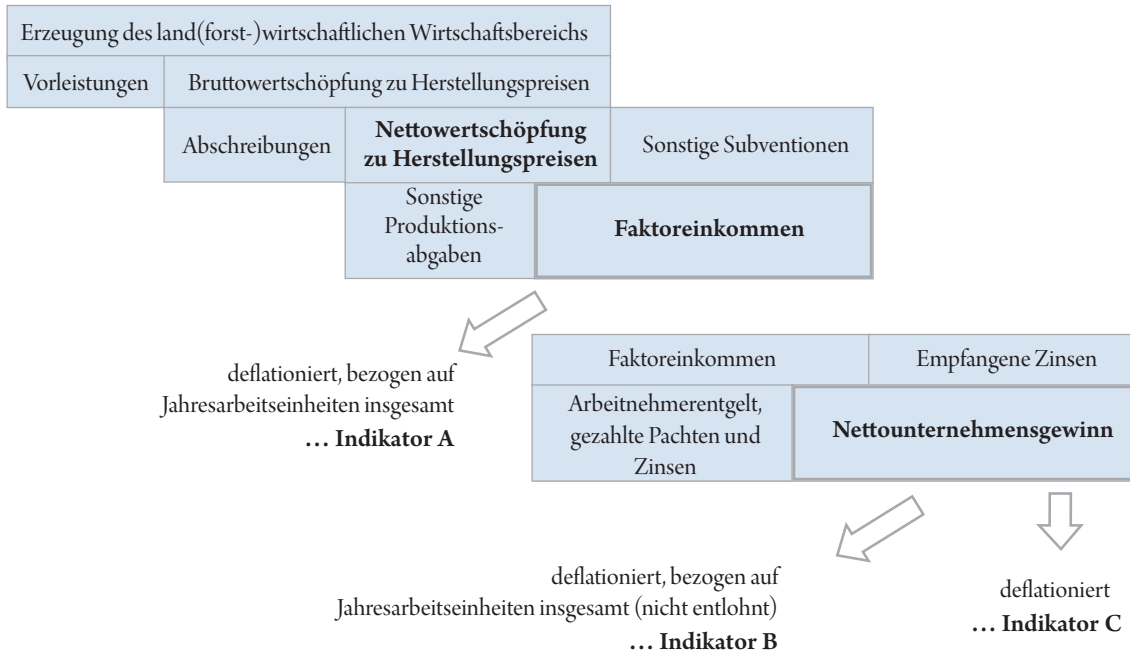 Erzeugung des land(forst-)wirtschaftlichen Wirtschaftsbereichs
Vorleistungen
Bruttowertschöpfung zu Herstellungspreisen
Abschreibungen
Nettowertschöpfung
zu Herstellungspreisen
Sonstige Subventionen
Sonstige
Produktions-
abgaben
Faktoreinkommen
deflationiert, bezogen auf
Jahresarbeitseinheiten insgesamt
... Indikator A
Faktoreinkommen
Empfangene Zinsen
Arbeitnehmerentgelt,
gezahlte Pachten und
Zinsen
Nettounternehmensgewinn
deflationiert, bezogen auf
Jahresarbeitseinheiten insgesamt (nicht entlohnt)
... Indikator B
deflationiert
... Indikator C